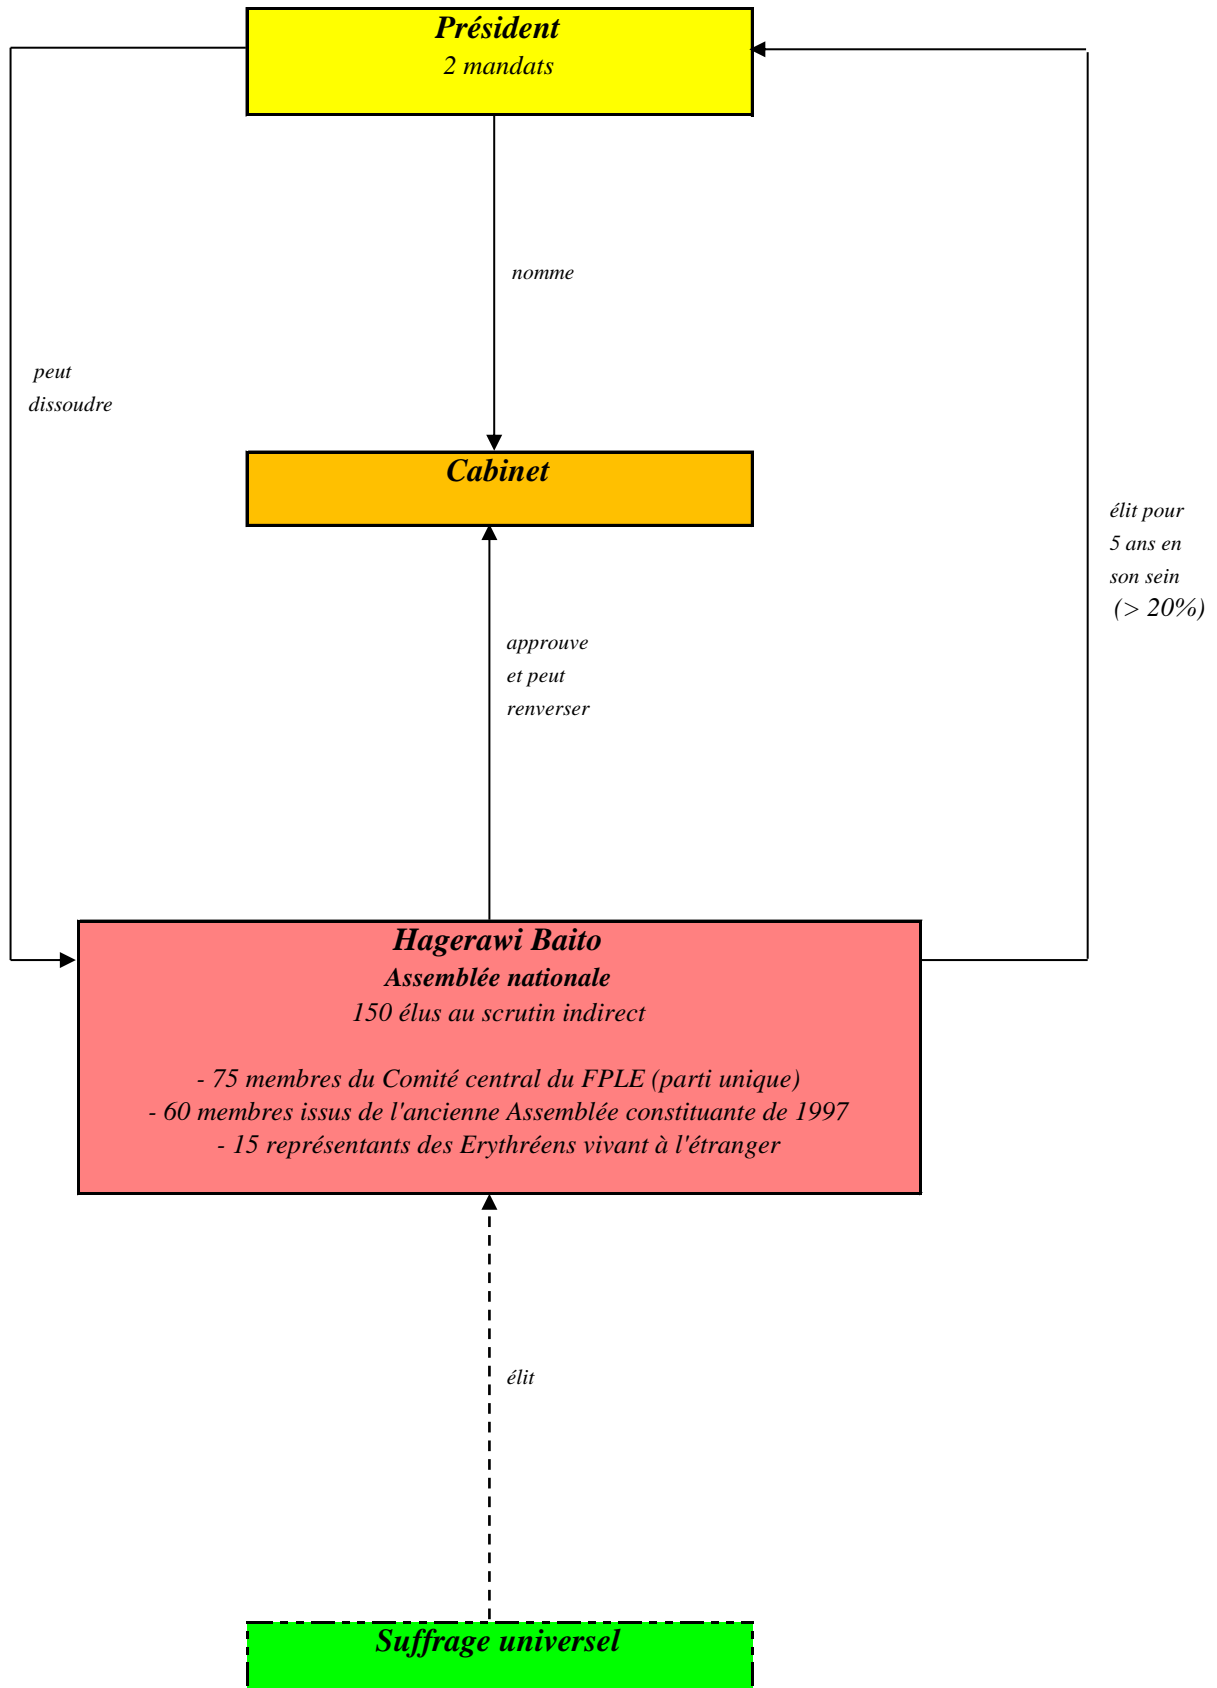 Président
2 mandats
nomme
peut
dissoudre
Cabinet
élit pour
5 ans en
son sein
(> 20%)
approuve
et peut
renverser
Hagerawi Baito
Assemblée nationale
150 élus au scrutin indirect
- 75 membres du Comité central du FPLE (parti unique)
- 60 membres issus de l'ancienne Assemblée constituante de 1997
- 15 représentants des Erythréens vivant à l'étranger
élit
Suffrage universel